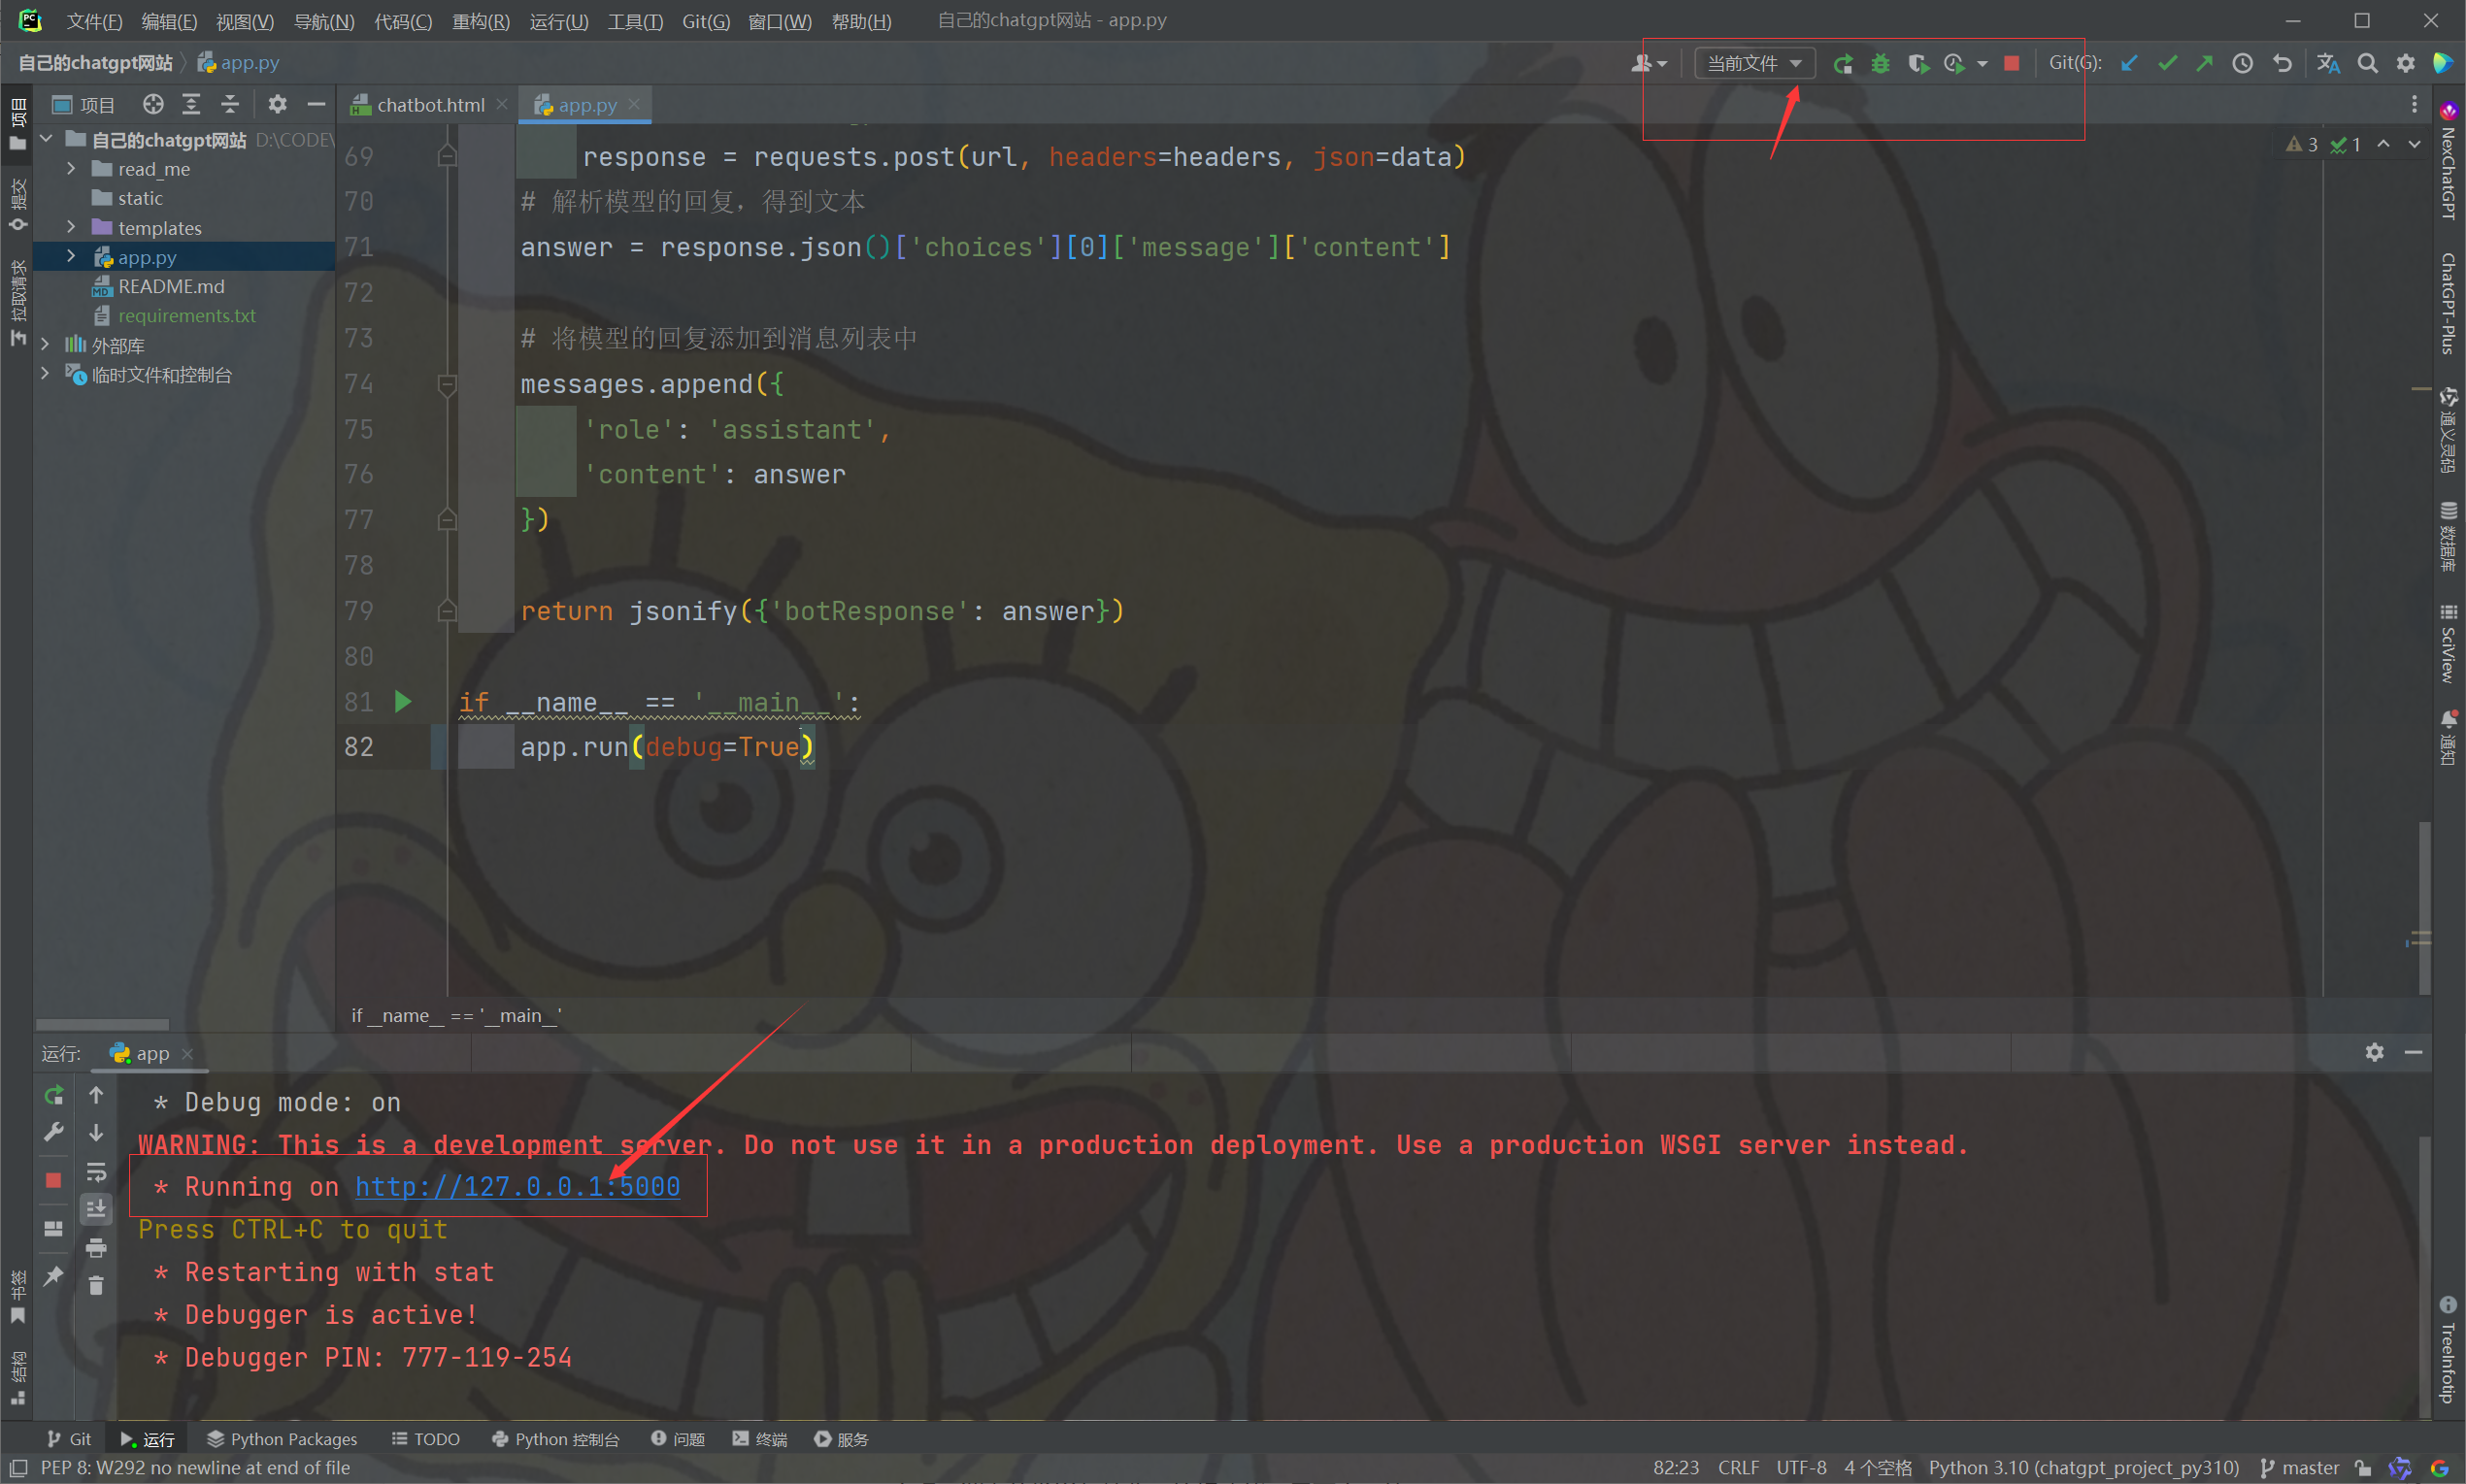 文件(F) 编辑(E) 视图(V) 导航(N) 代码(C) 重构(R) 运行(U) 工具(T) Git(G) 窗口(W) 帮助(H) 自己的chatgpt网站 - app.py
自己的chatgpt网站 app.py 当前文件 Git(G):
项目 chatbot.html app.py
自己的chatgpt网站 D:\CODE\
read_me
static
templates
app.py
README.md
requirements.txt
外部库
临时文件和控制台
项目
提交
拉取请求
书签
结构
3 1
69 response = requests.post(url, headers=headers, json=data)
70 # 解析模型的回复，得到文本
71 answer = response.json()['choices'][0]['message']['content']
72
73 # 将模型的回复添加到消息列表中
74 messages.append({
75 'role': 'assistant',
76 'content': answer
77 })
78
79 return jsonify({'botResponse': answer})
80
81 if __name__ == '__main__':
82 app.run(debug=True)
if __name__ == '__main__'
NexChatGPT
ChatGPT-Plus
通义灵码
数据库
SciView
通知
TreeInfotip
运行: app
* Debug mode: on
WARNING: This is a development server. Do not use it in a production deployment. Use a production WSGI server instead.
* Running on http://127.0.0.1:5000
Press CTRL+C to quit
* Restarting with stat
* Debugger is active!
* Debugger PIN: 777-119-254
Git 运行 Python Packages TODO Python 控制台 问题 终端 服务
PEP 8: W292 no newline at end of file 82:23 CRLF UTF-8 4 个空格 Python 3.10 (chatgpt_project_py310) master